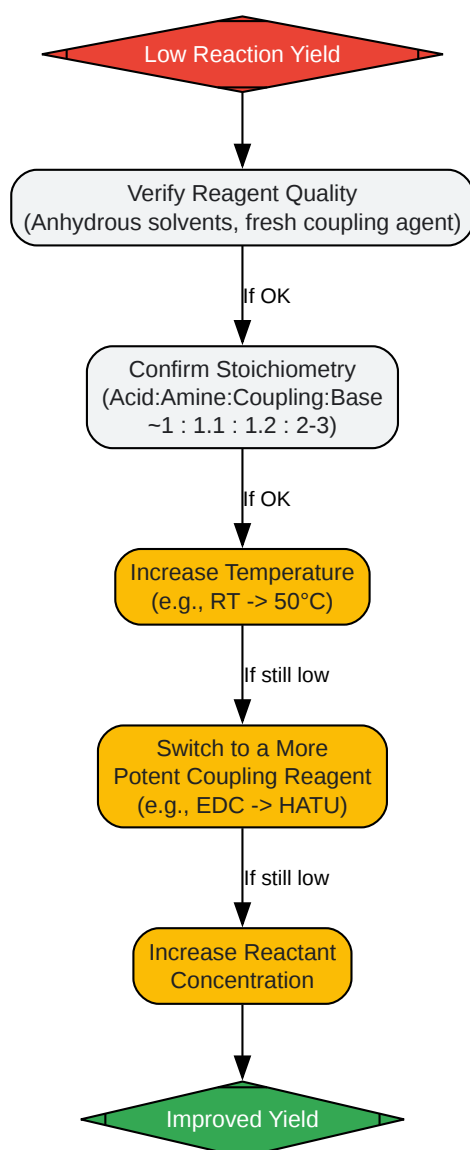 Low Reaction Yield
Verify Reagent Quality
(Anhydrous solvents, fresh coupling agent)
If OK
Confirm Stoichiometry
(Acid:Amine:Coupling:Base
~1 : 1.1 : 1.2 : 2-3)
If OK
Increase Temperature
(e.g., RT -> 50°C)
If still low
Switch to a More
Potent Coupling Reagent
(e.g., EDC -> HATU)
If still low
Increase Reactant
Concentration
Improved Yield